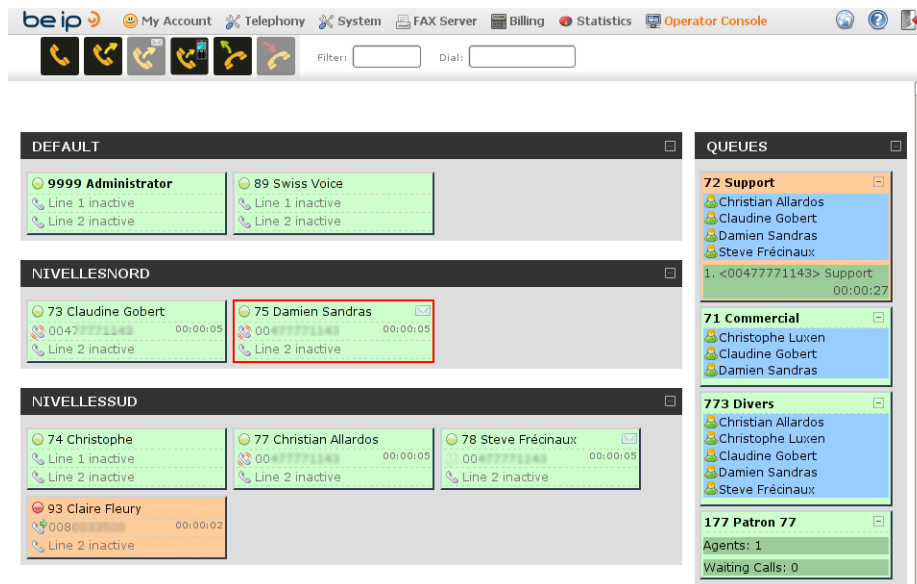 be ip My Account Telephony System FAX Server Billing Statistics Operator Console
Filter: Dial:
DEFAULT
9999 Administrator
Line 1 inactive
Line 2 inactive
89 Swiss Voice
Line 1 inactive
Line 2 inactive
NIVELLESNORD
73 Claudine Gobert
0047 00:00:05
Line 2 inactive
75 Damien Sandras
00 00:00:05
Line 2 inactive
NIVELLESSUD
74 Christophe
Line 1 inactive
Line 2 inactive
77 Christian Allardos
00 00:00:05
Line 2 inactive
78 Steve Frécinaux
00 00:00:05
Line 2 inactive
93 Claire Fleury
008 00:00:02
Line 2 inactive
QUEUES
72 Support
Christian Allardos
Claudine Gobert
Damien Sandras
Steve Frécinaux
1. <00477771143> Support
00:00:27
71 Commercial
Christophe Luxen
Claudine Gobert
Damien Sandras
773 Divers
Christian Allardos
Christophe Luxen
Claudine Gobert
Damien Sandras
Steve Frécinaux
177 Patron 77
Agents: 1
Waiting Calls: 0